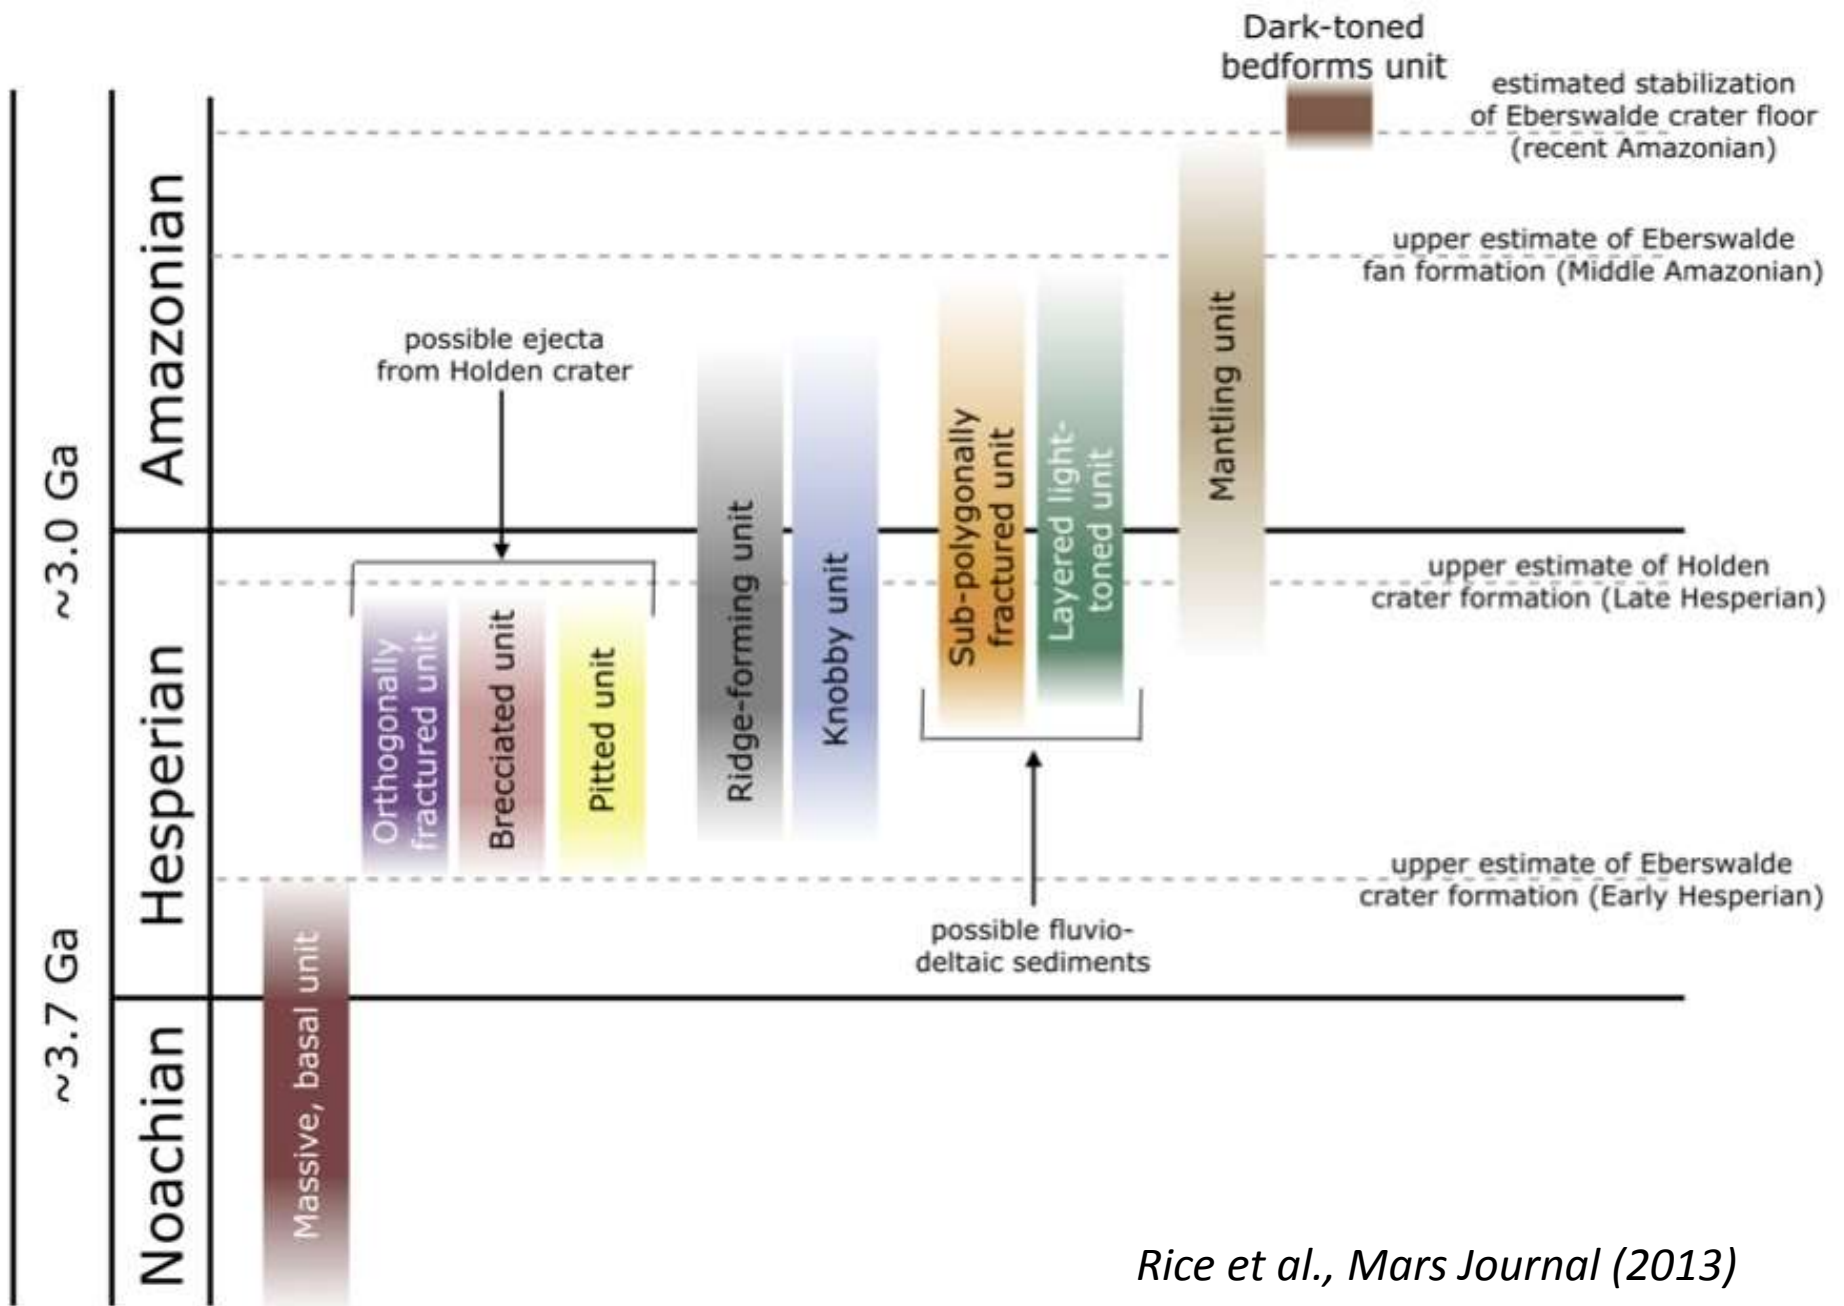 Dark-toned
bedforms unit
estimated stabilization
of Eberswalde crater floor
(recent Amazonian)
upper estimate of Eberswalde
fan formation (Middle Amazonian)
possible ejecta
from Holden crater
~3.0 Ga
Amazonian
upper estimate of Holden
crater formation (Late Hesperian)
Hesperian
Orthogonally
fractured unit
Brecciated unit
Pitted unit
Ridge-forming unit
Knobby unit
Sub-polygonally
fractured unit
Layered light-
toned unit
Mantling unit
upper estimate of Eberswalde
crater formation (Early Hesperian)
possible fluvio-
deltaic sediments
~3.7 Ga
Noachian
Massive, basal unit
Rice et al., Mars Journal (2013)